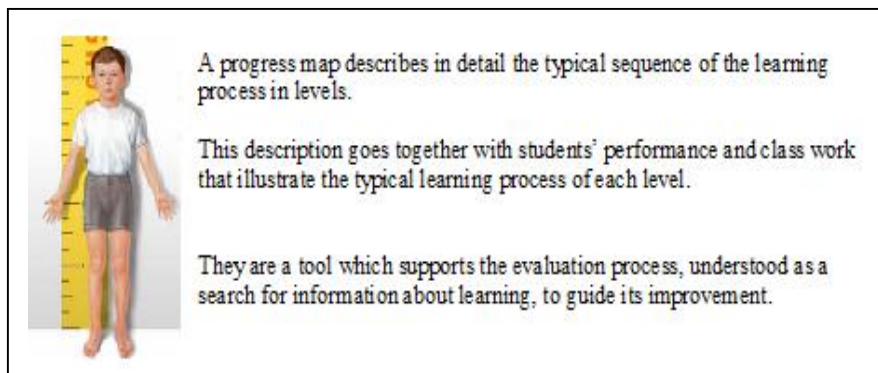 A progress map describes in detail the typical sequence of the learning
process in levels.
This description goes together with students’ performance and class work
that illustrate the typical learning process of each level.
They are a tool which supports the evaluation process, understood as a
search for information about learning, to guide its improvement.